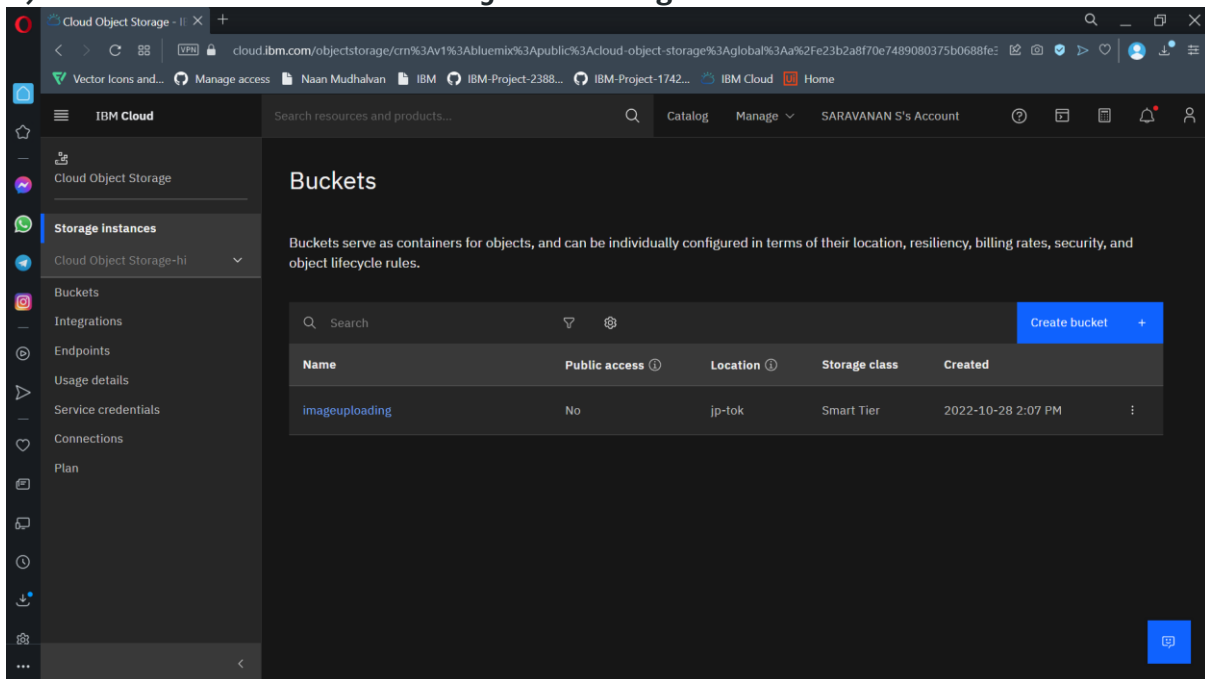 Cloud Object Storage - II
cloud.ibm.com/objectstorage/crn%3Av1%3Abluemix%3Apublic%3Acloud-object-storage%3Aglobal%3Aa%2Fe23b2a8f70e7489080375b0688fe3
VPN
Vector Icons and... Manage access Naan Mudhalvan IBM IBM-Project-2388... IBM-Project-1742... IBM Cloud UI Home
IBM Cloud Search resources and products... Catalog Manage SARAVANAN S's Account
Cloud Object Storage
Storage instances
Cloud Object Storage-hi
Buckets
Integrations
Endpoints
Usage details
Service credentials
Connections
Plan
Buckets
Buckets serve as containers for objects, and can be individually configured in terms of their location, resiliency, billing rates, security, and
object lifecycle rules.
Search Create bucket +
Name Public access Location Storage class Created
imageuploading No jp-tok Smart Tier 2022-10-28 2:07 PM